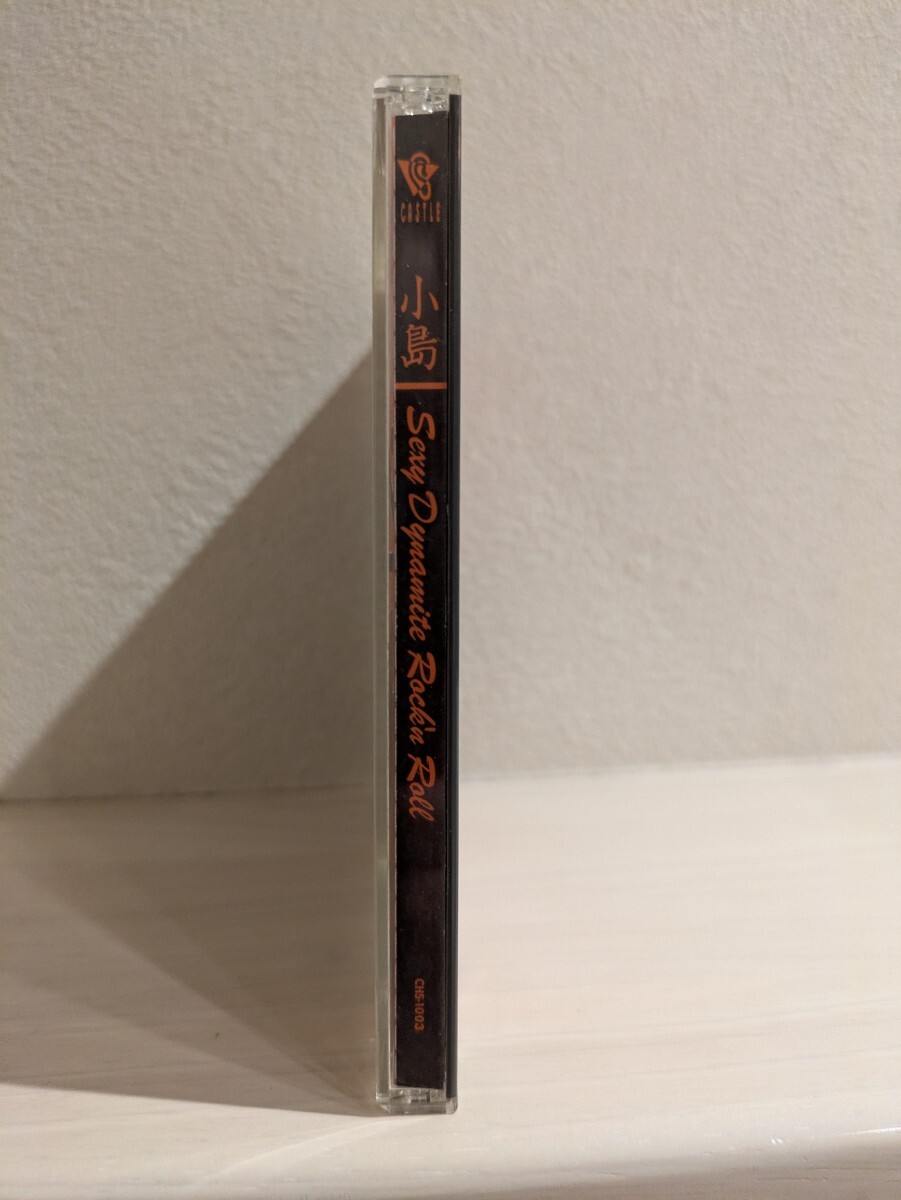 CASTLE
小島
Sexy Dynamite Rock'n Roll
CHS-1003